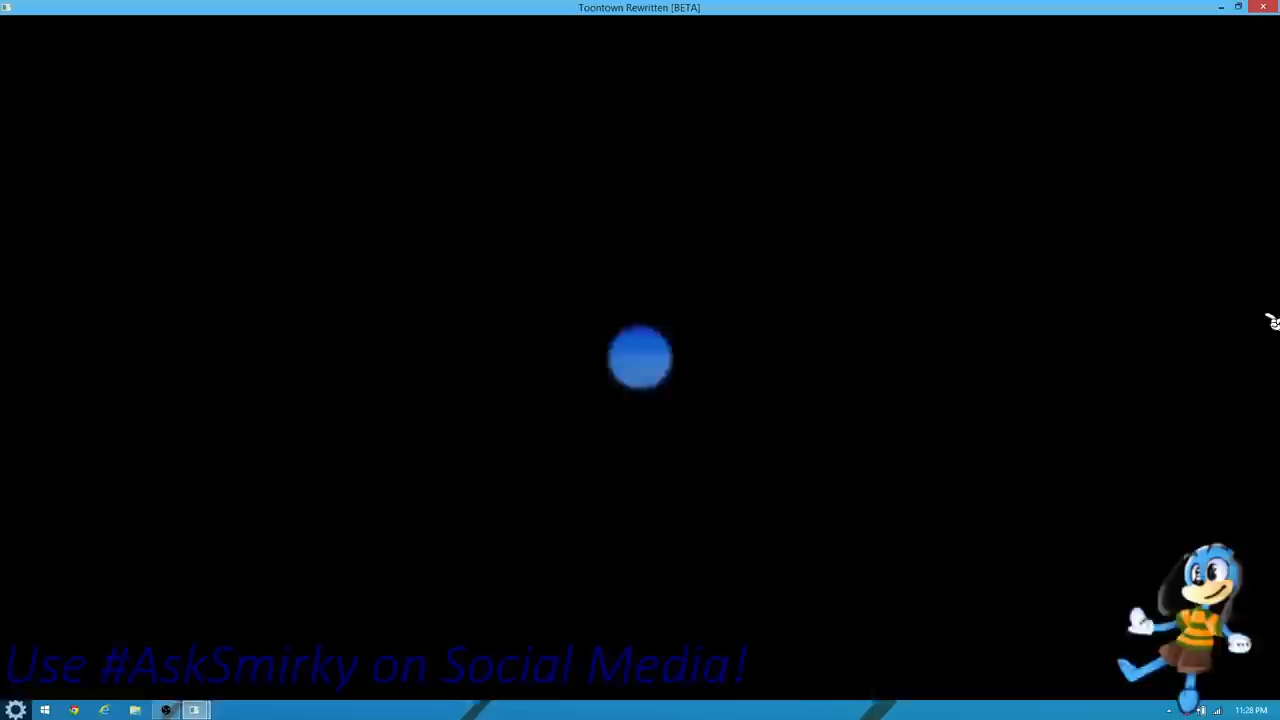 Toontown Rewritten [BETA]
Use #AskSmirky on Social Media!
11:28 PM